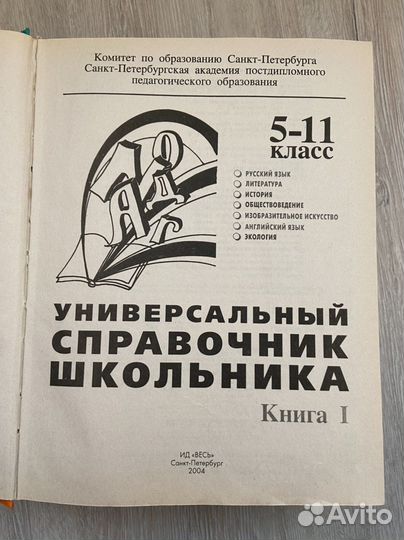 Комитет по образованию Санкт-Петербурга
Санкт-Петербургская академия постдипломного
педагогического образования
5-11
класс
РУССКИЙ ЯЗЫК
ЛИТЕРАТУРА
ИСТОРИЯ
ОБЩЕСТВОВЕДЕНИЕ
ИЗОБРАЗИТЕЛЬНОЕ ИСКУССТВО
АНГЛИЙСКИЙ ЯЗЫК
ЭКОЛОГИЯ
УНИВЕРСАЛЬНЫЙ
СПРАВОЧНИК
ШКОЛЬНИКА
Книга I
ИД «ВЕСЬ»
Санкт-Петербург
2004
Avito